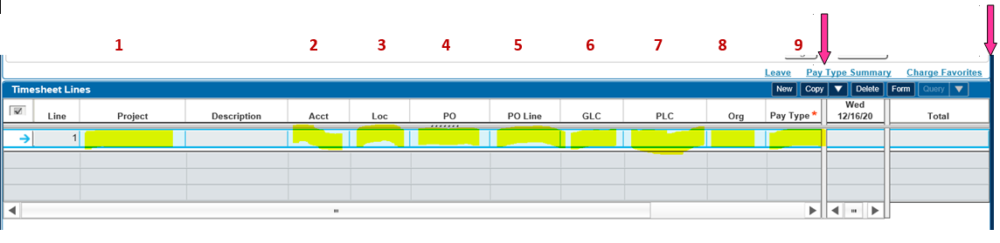 1 2 3 4 5 6 7 8 9
Leave Pay Type Summary Charge Favorites
Timesheet Lines New Copy Delete Form Query
Line Project Description Acct Loc PO PO Line GLC PLC Org Pay Type * Wed 12/16/20 Total
1